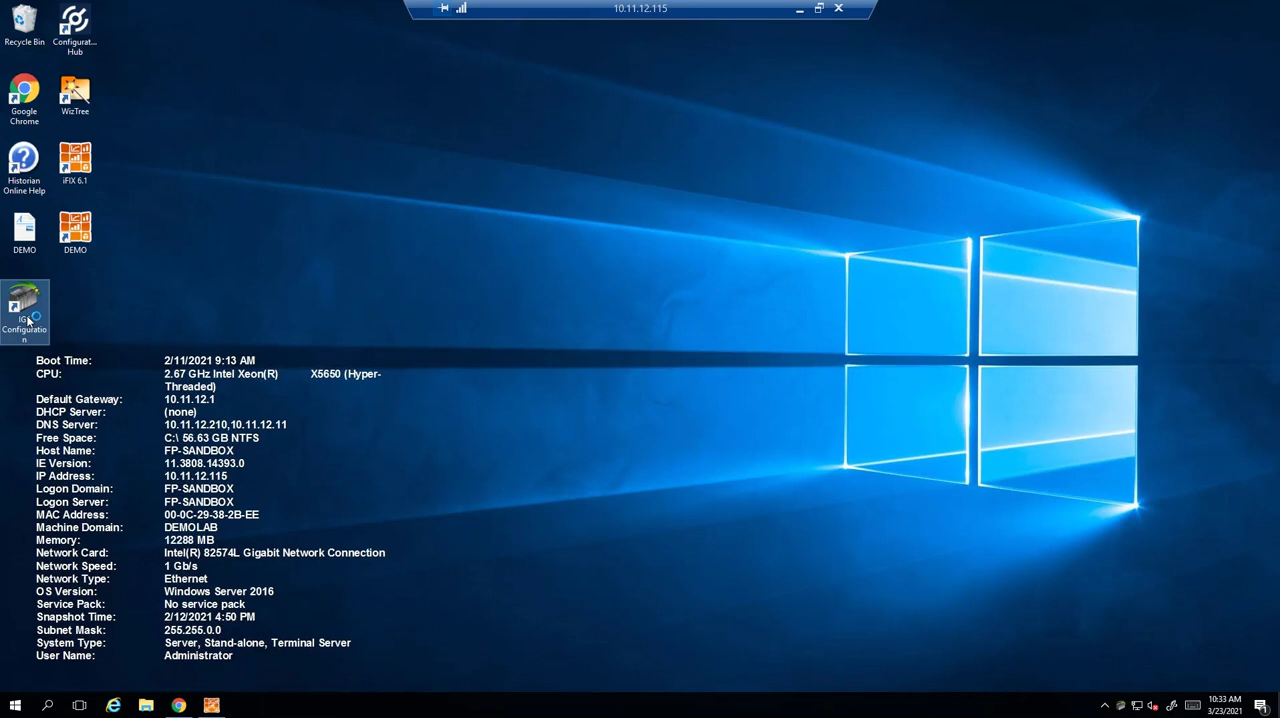 10.11.12.115
Recycle Bin
Configurat... Hub
Google Chrome
WizTree
Historian Online Help
iFIX 6.1
DEMO
DEMO
Configuratio
n
Boot Time: 2/11/2021 9:13 AM
CPU: 2.67 GHz Intel Xeon(R) X5650 (Hyper-
Threaded)
Default Gateway: 10.11.12.1
DHCP Server: (none)
DNS Server: 10.11.12.210,10.11.12.11
Free Space: C:\ 56.63 GB NTFS
Host Name: FP-SANDBOX
IE Version: 11.3808.14393.0
IP Address: 10.11.12.115
Logon Domain: FP-SANDBOX
Logon Server: FP-SANDBOX
MAC Address: 00-0C-29-38-2B-EE
Machine Domain: DEMOLAB
Memory: 12288 MB
Network Card: Intel(R) 82574L Gigabit Network Connection
Network Speed: 1 Gb/s
Network Type: Ethernet
OS Version: Windows Server 2016
Service Pack: No service pack
Snapshot Time: 2/12/2021 4:50 PM
Subnet Mask: 255.255.0.0
System Type: Server, Stand-alone, Terminal Server
User Name: Administrator
10:33 AM
3/23/2021
1